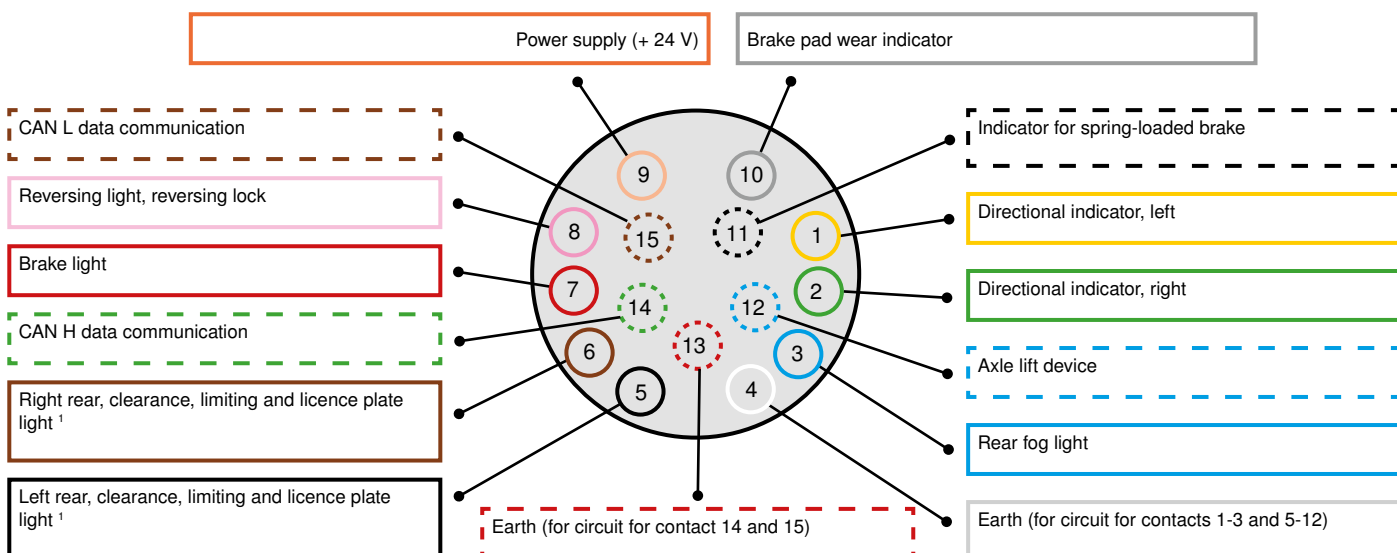 Power supply (+ 24 V)
Brake pad wear indicator
CAN L data communication
Indicator for spring-loaded brake
9
10
Reversing light, reversing lock
Directional indicator, left
8
15
11
1
Brake light
Directional indicator, right
7
2
14
12
CAN H data communication
13
6
3
Axle lift device
5
4
Right rear, clearance, limiting and licence plate
light ¹
Rear fog light
Left rear, clearance, limiting and licence plate
light ¹
Earth (for circuit for contact 14 and 15)
Earth (for circuit for contacts 1-3 and 5-12)